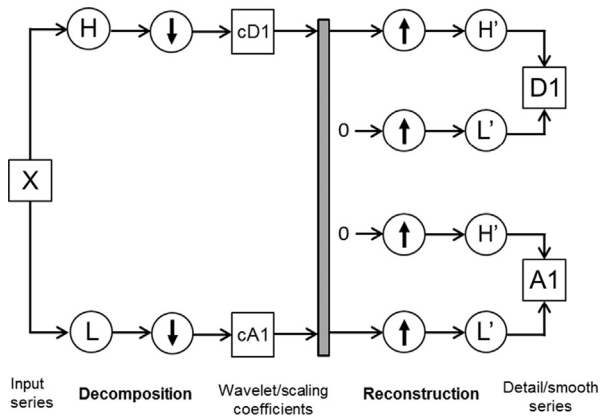 H
cD1
H’
D1
0
L’
X
0
H’
A1
L
cA1
L’
Input
series
Decomposition
Wavelet/scaling
coefficients
Reconstruction
Detail/smooth
series